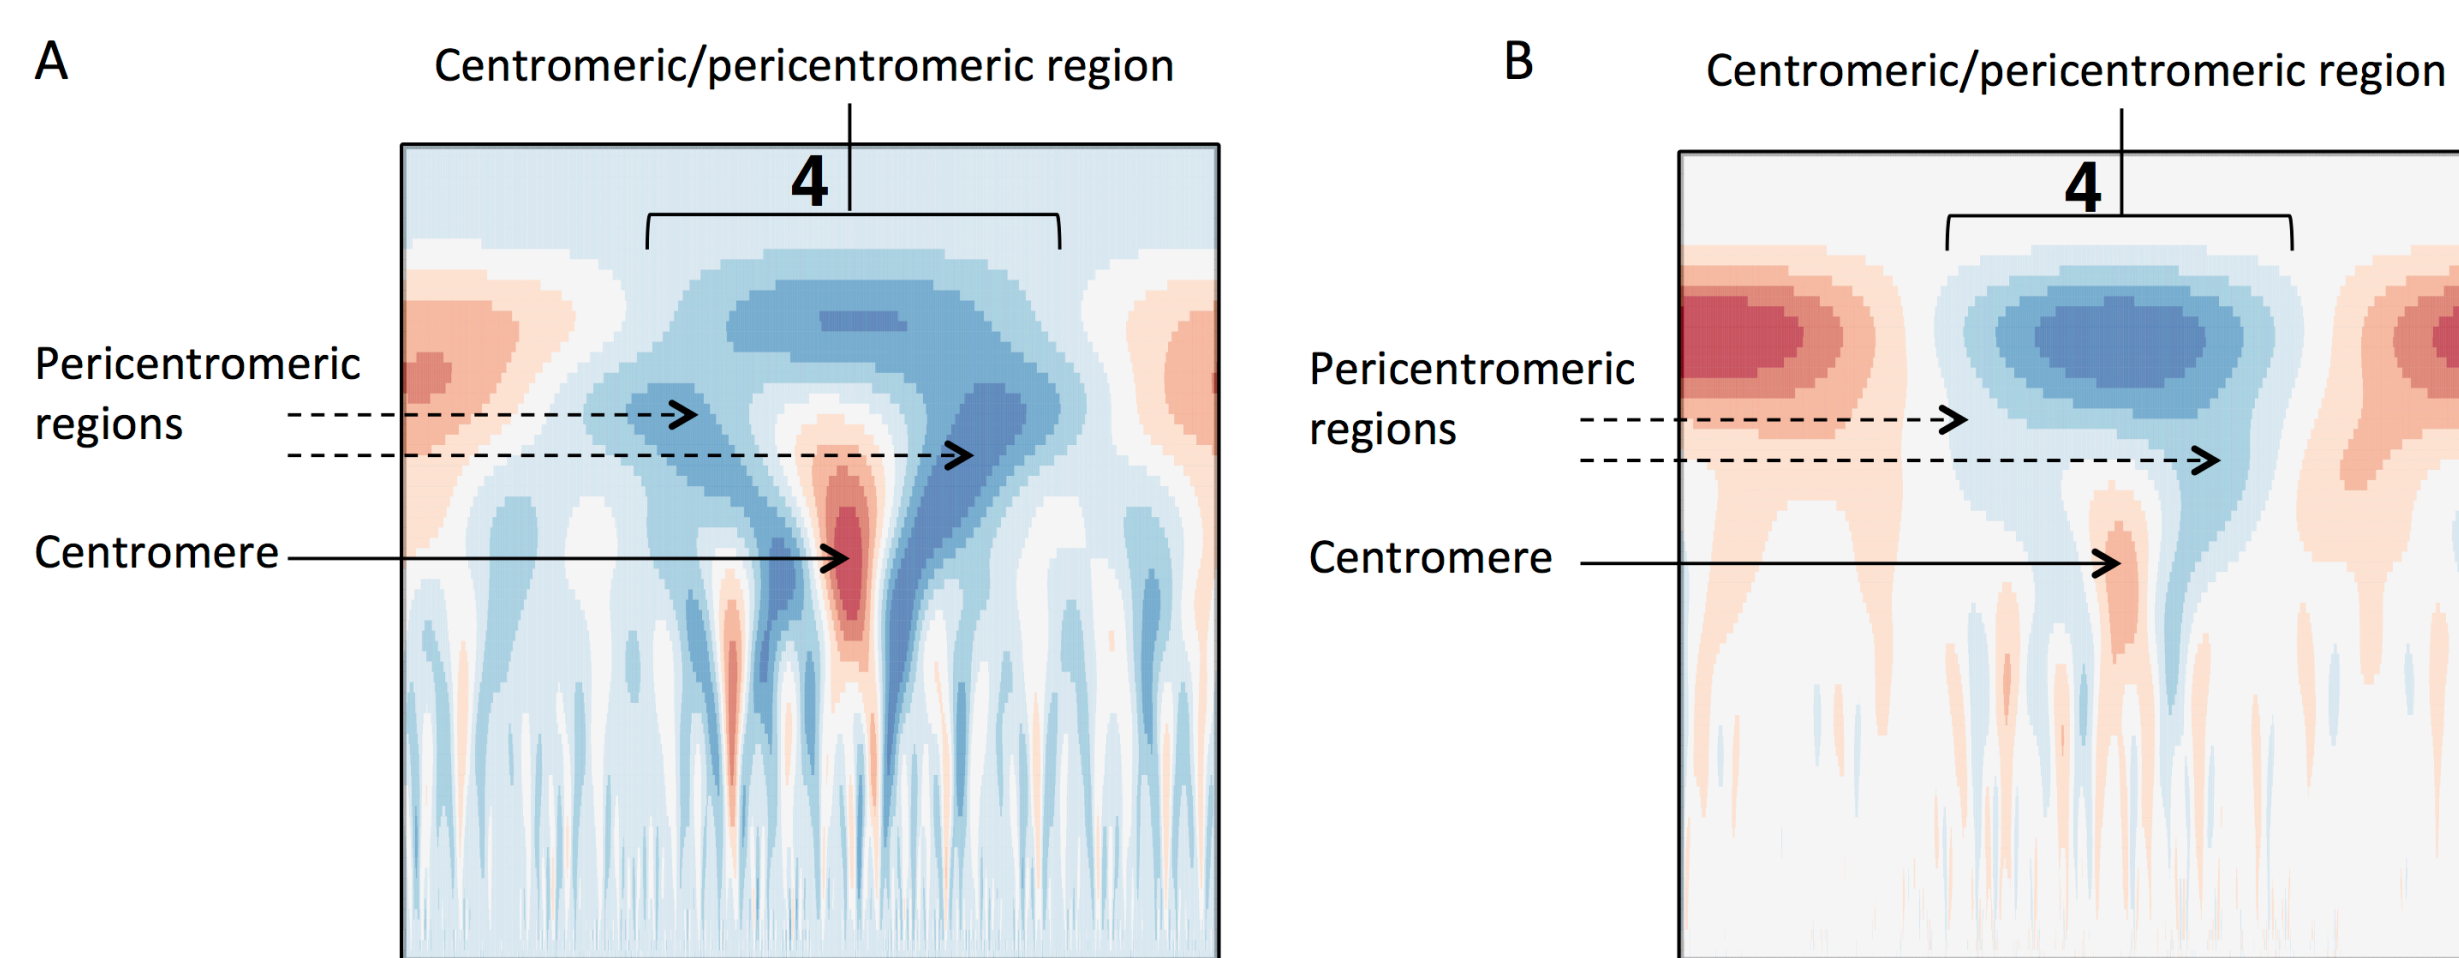 A
Centromeric/pericentromeric region
4
Pericentromeric
regions
Centromere
B
Centromeric/pericentromeric region
4
Pericentromeric
regions
Centromere